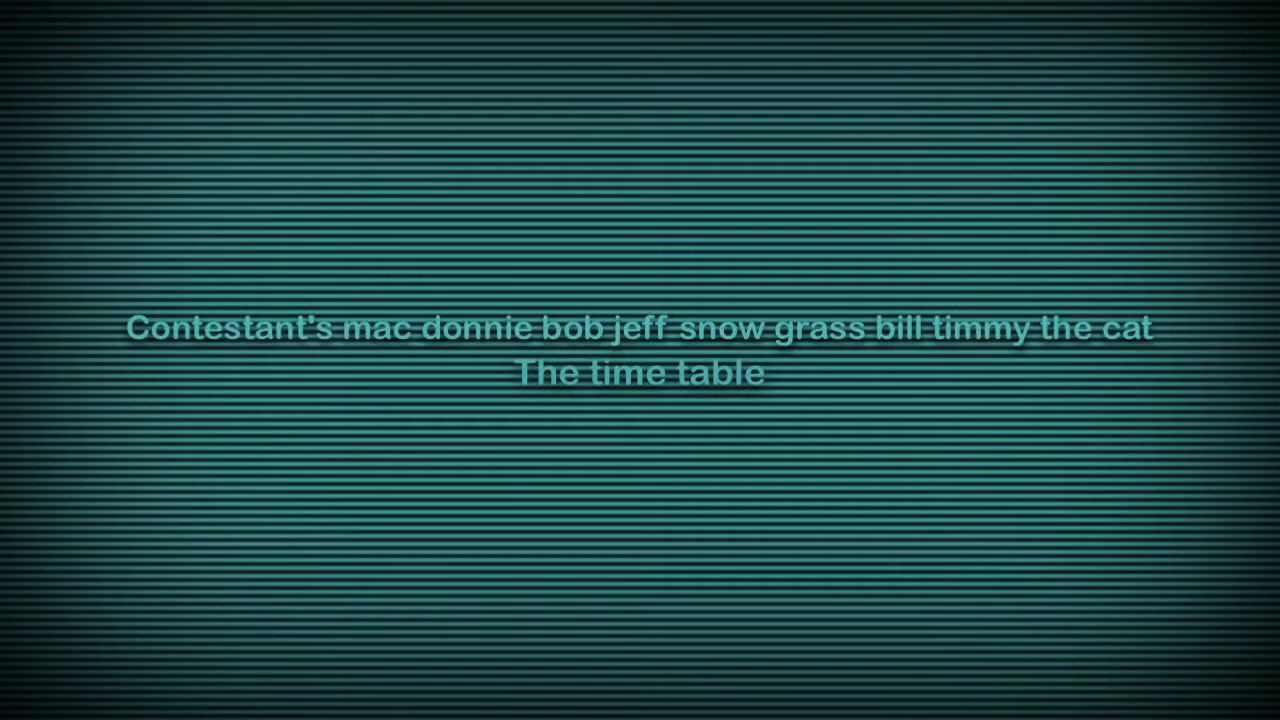 Contestant's mac donnie bob jeff snow grass bill timmy the cat
The time table